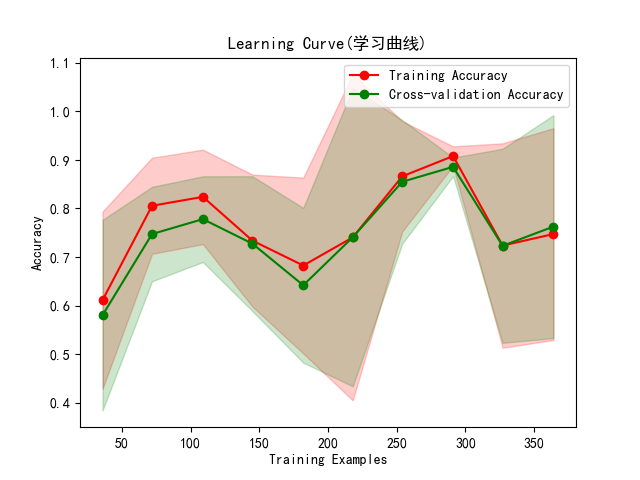 Learning Curve(学习曲线)
Training Accuracy
Cross-validation Accuracy
Accuracy
1.1
1.0
0.9
0.8
0.7
0.6
0.5
0.4
50 100 150 200 250 300 350
Training Examples